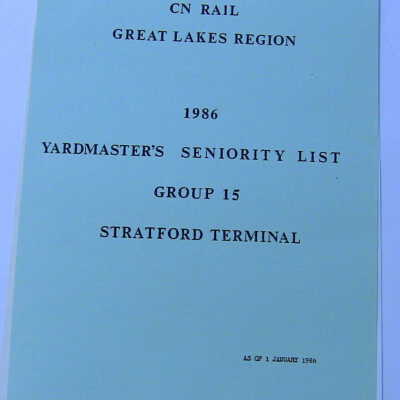 CN RAIL
GREAT LAKES REGION
1986
YARDMASTER'S SENIORITY LIST
GROUP 15
STRATFORD TERMINAL
AS OF 1 JANUARY 1986